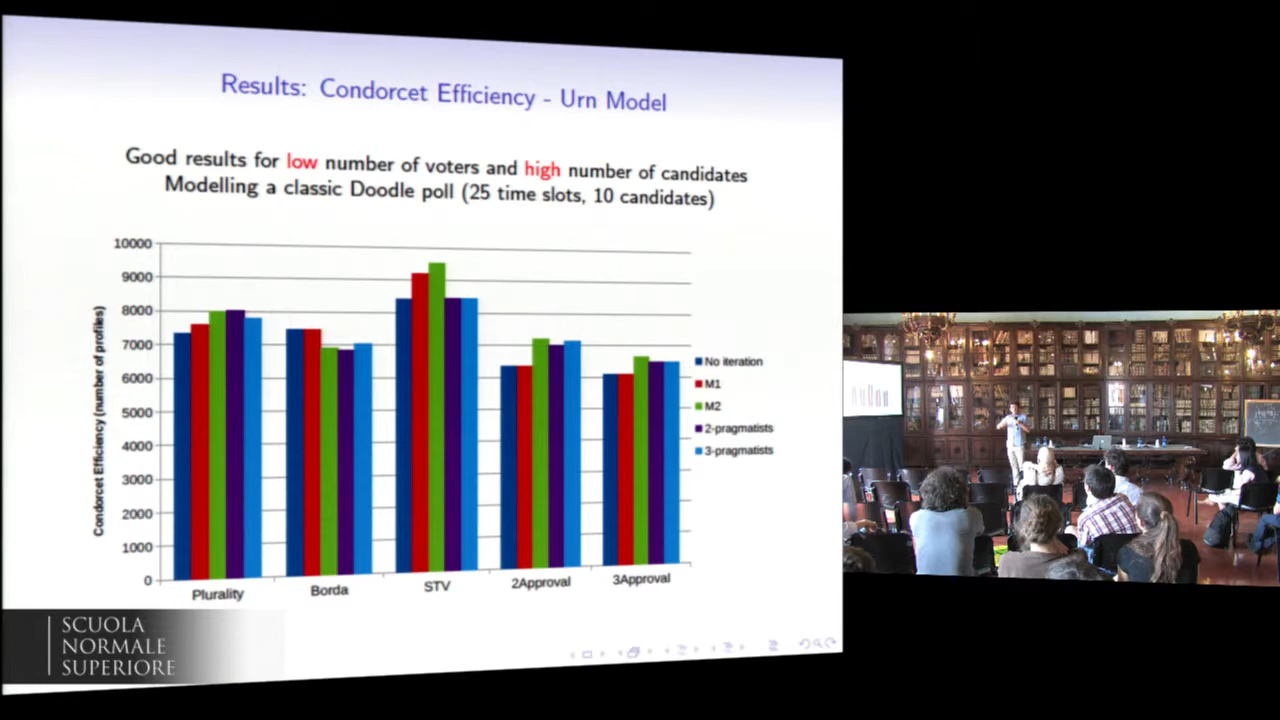 Results: Condorcet Efficiency - Urn Model
Good results for low number of voters and high number of candidates
Modelling a classic Doodle poll (25 time slots, 10 candidates)
Condorcet Efficiency (number of profiles)
10000
9000
8000
7000
6000
5000
4000
3000
2000
1000
0
Plurality
Borda
STV
2Approval
3Approval
No iteration
M1
M2
2-pragmatists
3-pragmatists
SCUOLA
NORMALE
SUPERIORE